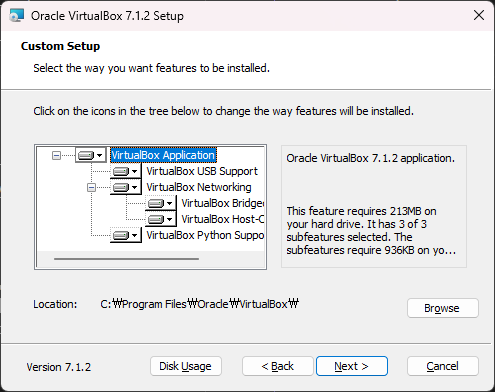 Oracle VirtualBox 7.1.2 Setup
Custom Setup
Select the way you want features to be installed.
Click on the icons in the tree below to change the way features will be installed.
VirtualBox Application
VirtualBox USB Support
VirtualBox Networking
VirtualBox Bridge
VirtualBox Host-C
VirtualBox Python Suppo
Oracle VirtualBox 7.1.2 application.
This feature requires 213MB on
your hard drive. It has 3 of 3
subfeatures selected. The
subfeatures require 936KB on yo...
Location: C:₩Program Files₩Oracle₩VirtualBox₩
Browse
Version 7.1.2
Disk Usage
< Back
Next >
Cancel